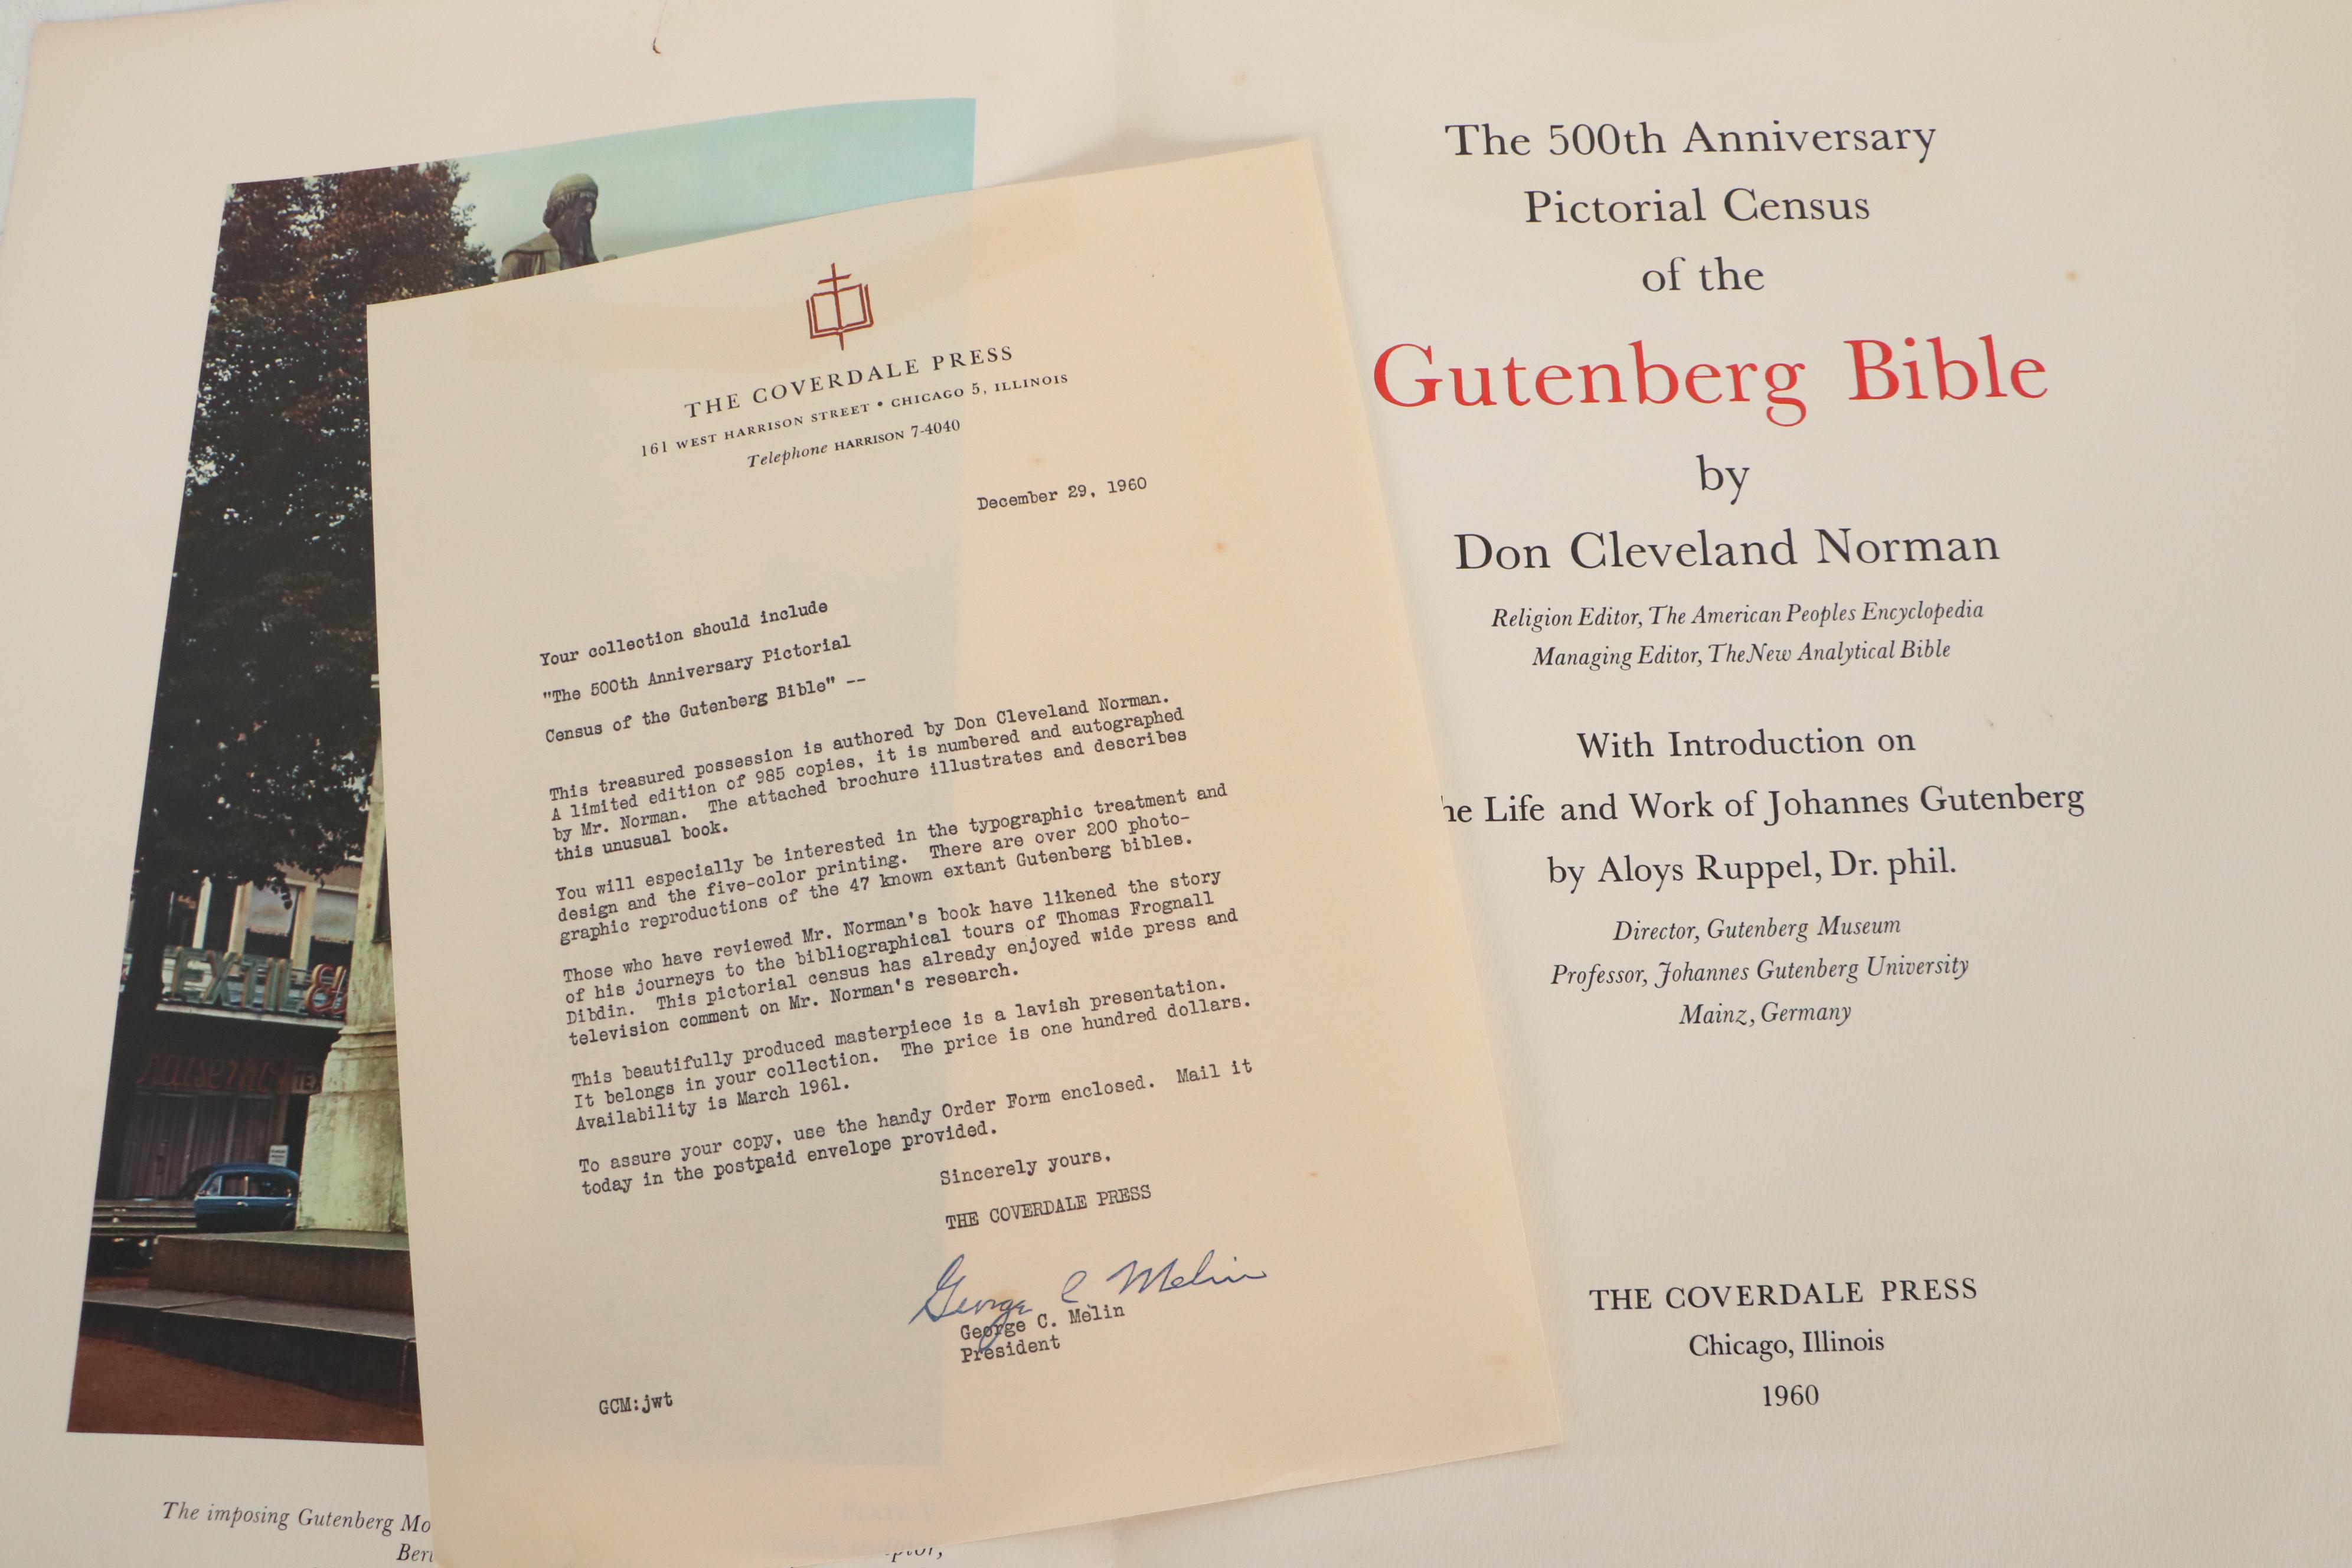 THE COVERDALE PRESS
161 WEST HARRISON STREET • CHICAGO 5, ILLINOIS
Telephone HARRISON 7-4040
December 29, 1960
Your collection should include
"The 500th Anniversary Pictorial
Census of the Gutenberg Bible" --
This treasured possession is authored by Don Cleveland Norman.
A limited edition of 985 copies, it is numbered and autographed
by Mr. Norman. The attached brochure illustrates and describes
this unusual book.
You will especially be interested in the typographic treatment and
design and the five-color printing. There are over 200 photo-
graphic reproductions of the 47 known extant Gutenberg bibles.
Those who have reviewed Mr. Norman's book have likened the story
of his journeys to the bibliographical tours of Thomas Frognall
Dibdin. This pictorial census has already enjoyed wide press and
television comment on Mr. Norman's research.
This beautifully produced masterpiece is a lavish presentation.
It belongs in your collection. The price is one hundred dollars.
Availability is March 1961.
To assure your copy, use the handy Order Form enclosed. Mail it
today in the postpaid envelope provided.
Sincerely yours,
THE COVERDALE PRESS
George C Melin
George C. Melin
President
GCM:jwt
EXTIL &
The imposing Gutenberg Mo
Bert
PLATE V
ptor,
The 500th Anniversary
Pictorial Census
of the
Gutenberg Bible
by
Don Cleveland Norman
Religion Editor, The American Peoples Encyclopedia
Managing Editor, The New Analytical Bible
With Introduction on
he Life and Work of Johannes Gutenberg
by Aloys Ruppel, Dr. phil.
Director, Gutenberg Museum
Professor, Johannes Gutenberg University
Mainz, Germany
THE COVERDALE PRESS
Chicago, Illinois
1960